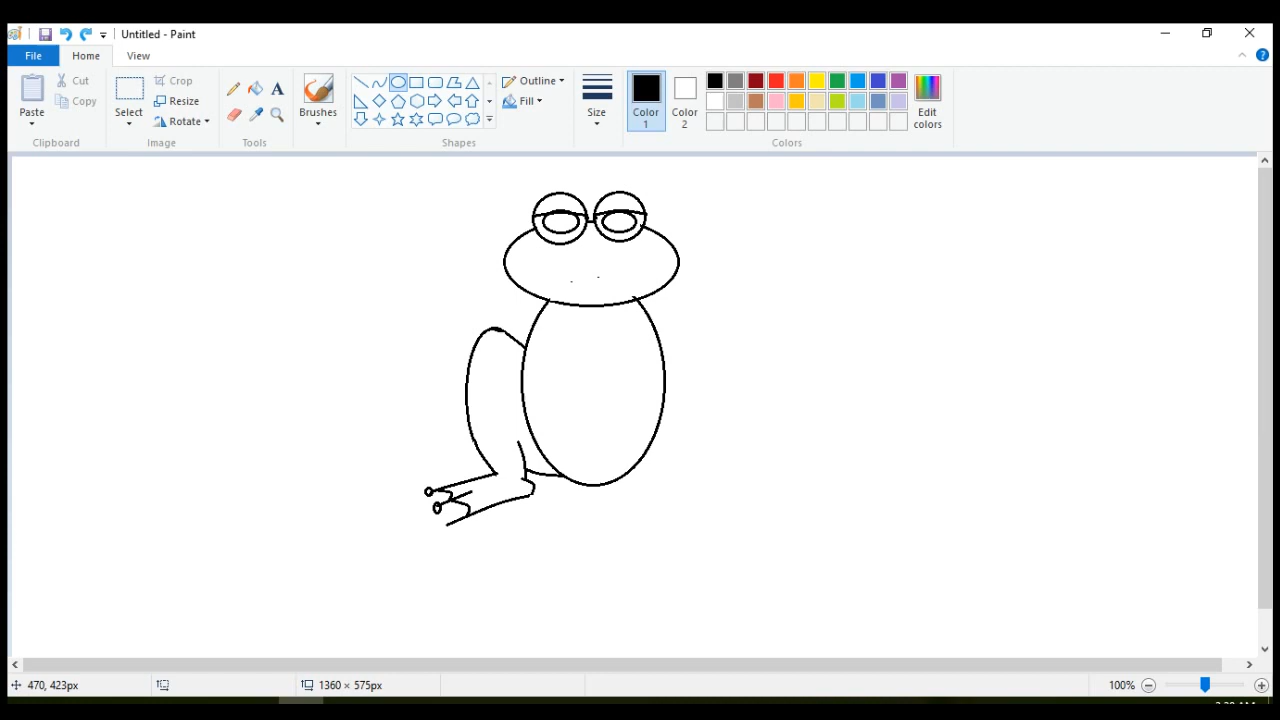 Untitled - Paint
File Home View
Paste
Cut
Copy
Clipboard
Select
Crop
Resize
Rotate
Image
A
Tools
Brushes
Outline
Fill
Shapes
Size
Color 1
Color 2
Edit colors
Colors
470, 423px
1360 × 575px
100%